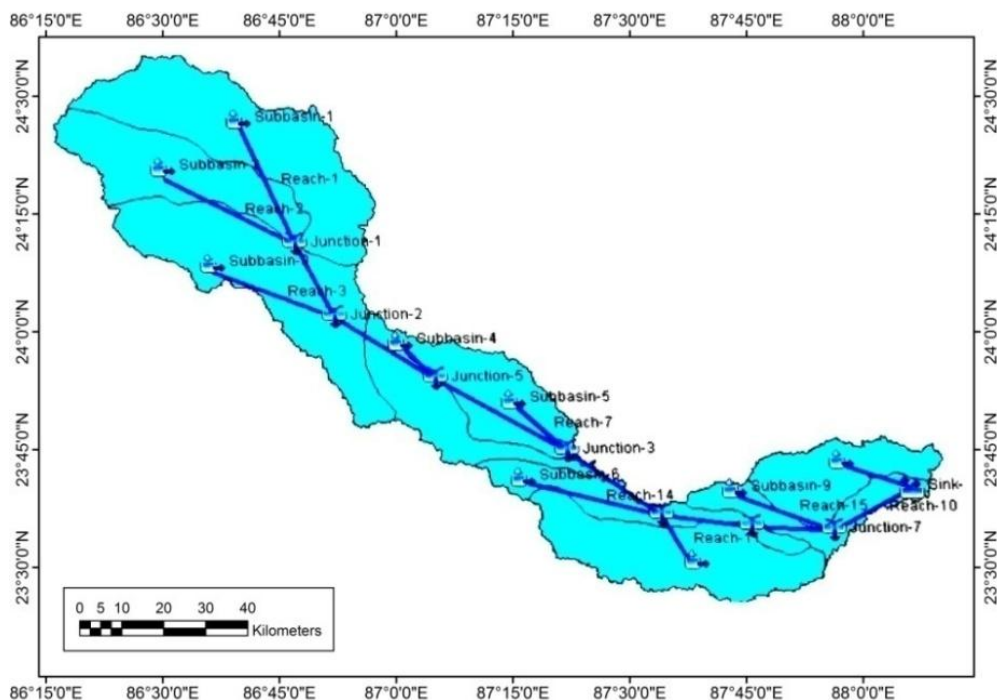 86°15'0"E 86°30'0"E 86°45'0"E 87°0'0"E 87°15'0"E 87°30'0"E 87°45'0"E 88°0'0"E
24°30'0"N
24°15'0"N
24°0'0"N
23°45'0"N
23°30'0"N
Subbasin-1
Subbasin
Reach-1
Reach-2
Junction-1
Subbasin-3
Reach-3
Junction-2
Subbasin-4
Junction-5
Subbasin-5
Reach-7
Junction-3
Subbasin-6
Reach-14
Subbasin-9
Reach-15
Sink-
Reach-10
Junction-7
0 5 10 20 30 40
Kilometers
24°30'0"N
24°15'0"N
24°0'0"N
23°45'0"N
23°30'0"N
86°15'0"E 86°30'0"E 86°45'0"E 87°0'0"E 87°15'0"E 87°30'0"E 87°45'0"E 88°0'0"E